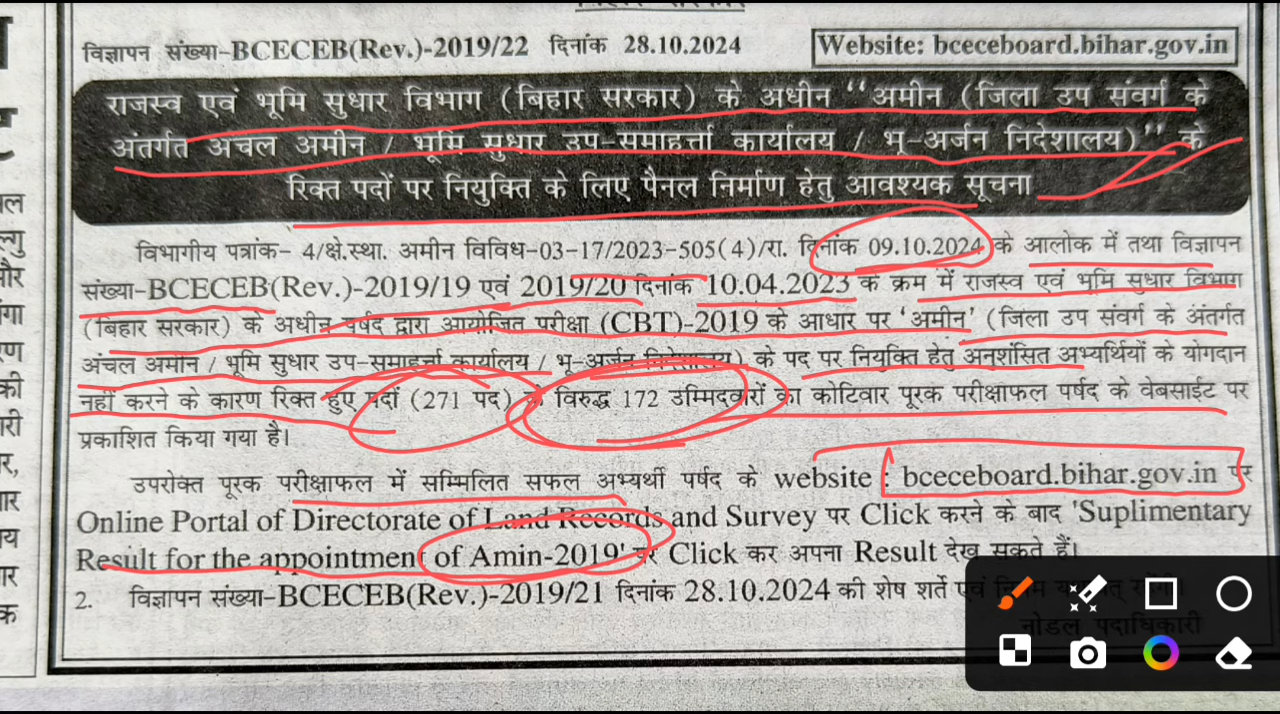 विज्ञापन संख्या-BCECEB(Rev.)-2019/22 दिनांक 28.10.2024
Website: bceceboard.bihar.gov.in
राजस्व एवं भूमि सुधार विभाग (बिहार सरकार) के अधीन “अमीन (जिला उप संवर्ग के
अंतर्गत अंचल अमीन / भूमि सुधार उप-समाहर्त्ता कार्यालय / भू-अर्जन निदेशालय)” के
रिक्त पदों पर नियुक्ति के लिए पैनल निर्माण हेतु आवश्यक सूचना
विभागीय पत्रांक- 4/क्षे.स्था. अमीन विविध-03-17/2023-505(4)/रा. दिनांक 09.10.2024 के आलोक में तथा विज्ञापन
संख्या-BCECEB(Rev.)-2019/19 एवं 2019/20 दिनांक 10.04.2023 के क्रम में राजस्व एवं भूमि सुधार विभाग
(बिहार सरकार) के अधीन पर्षद द्वारा आयोजित परीक्षा (CBT)-2019 के आधार पर ‘अमीन’ (जिला उप संवर्ग के अंतर्गत
अंचल अमीन / भूमि सुधार उप-समाहर्त्ता कार्यालय / भू-अर्जन निदेशालय) के पद पर नियुक्ति हेतु अनुशंसित अभ्यर्थियों के योगदान
नहीं करने के कारण रिक्त हुए पदों (271 पद) के विरुद्ध 172 उम्मिदवारों का कोटिवार पूरक परीक्षाफल पर्षद के वेबसाईट पर
प्रकाशित किया गया है।
उपरोक्त पूरक परीक्षाफल में सम्मिलित सफल अभ्यर्थी पर्षद के website : bceceboard.bihar.gov.in पर
Online Portal of Directorate of Land Records and Survey पर Click करने के बाद 'Suplimentary
Result for the appointment of Amin-2019' पर Click कर अपना Result देख सकते हैं।
2. विज्ञापन संख्या-BCECEB(Rev.)-2019/21 दिनांक 28.10.2024 की शेष शर्ते एवं
नोडल पदाधिकारी